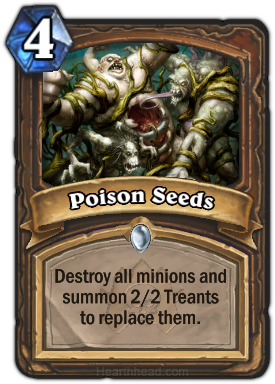 4
Poison Seeds
Destroy all minions and
summon 2/2 Treants
to replace them.
Hearthhead.com